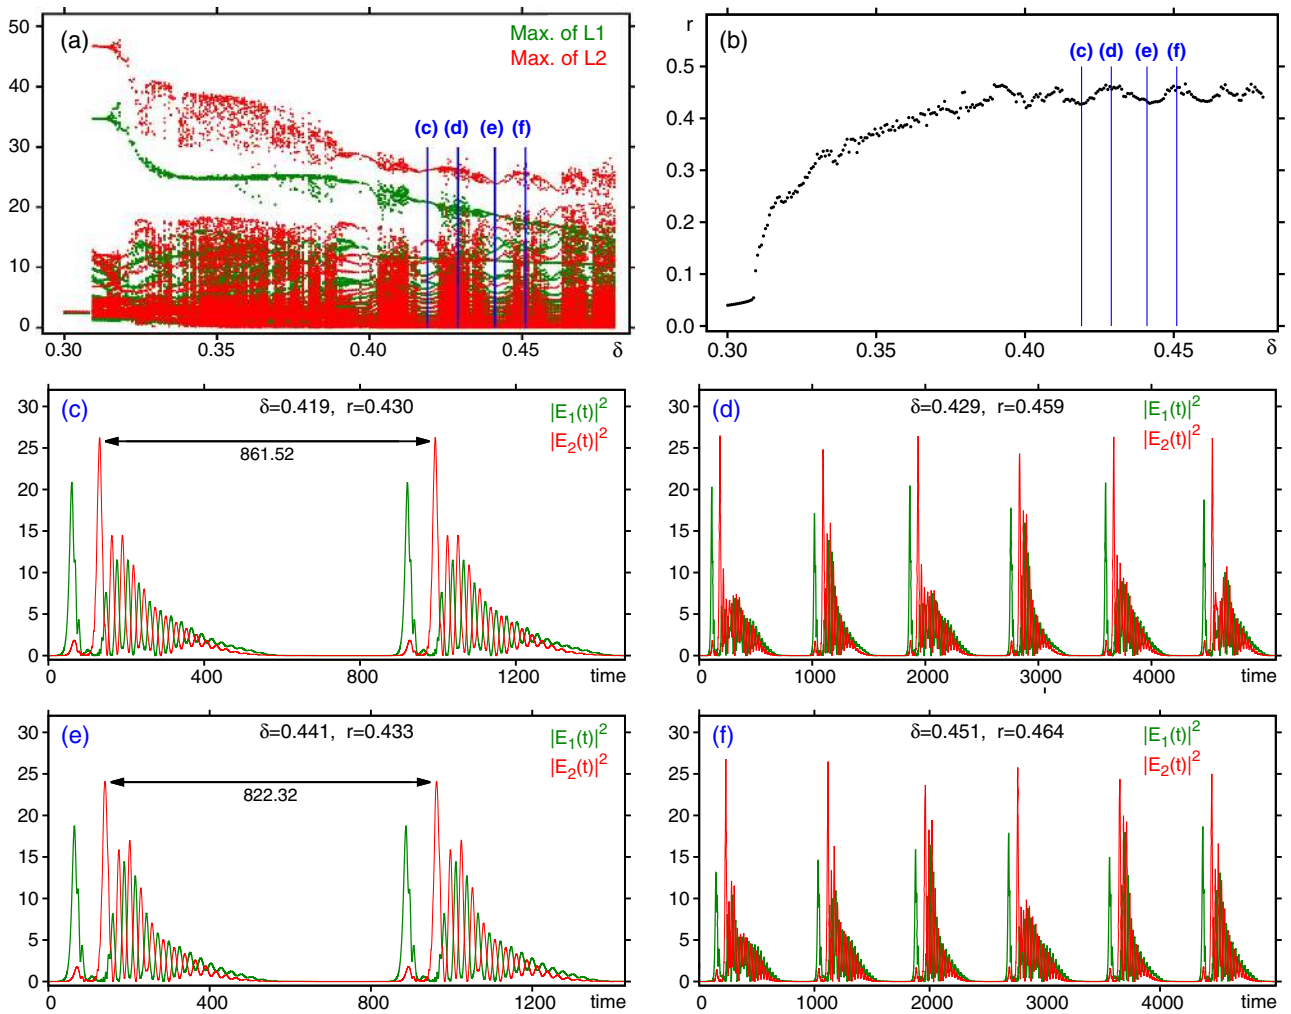 (a)
Max. of L1
Max. of L2
50
40
30
20
10
0
(c) (d) (e) (f)
0.30 0.35 0.40 0.45 δ
r
(b)
(c) (d) (e) (f)
0.5
0.4
0.3
0.2
0.1
0.0
0.30 0.35 0.40 0.45 δ
(c)
δ=0.419, r=0.430
|E₁(t)|²
|E₂(t)|²
861.52
30
25
20
15
10
5
0
0 400 800 1200 time
(d)
δ=0.429, r=0.459
|E₁(t)|²
|E₂(t)|²
30
25
20
15
10
5
0
0 1000 2000 3000 4000 time
(e)
δ=0.441, r=0.433
|E₁(t)|²
|E₂(t)|²
822.32
30
25
20
15
10
5
0
0 400 800 1200 time
(f)
δ=0.451, r=0.464
|E₁(t)|²
|E₂(t)|²
30
25
20
15
10
5
0
0 1000 2000 3000 4000 time